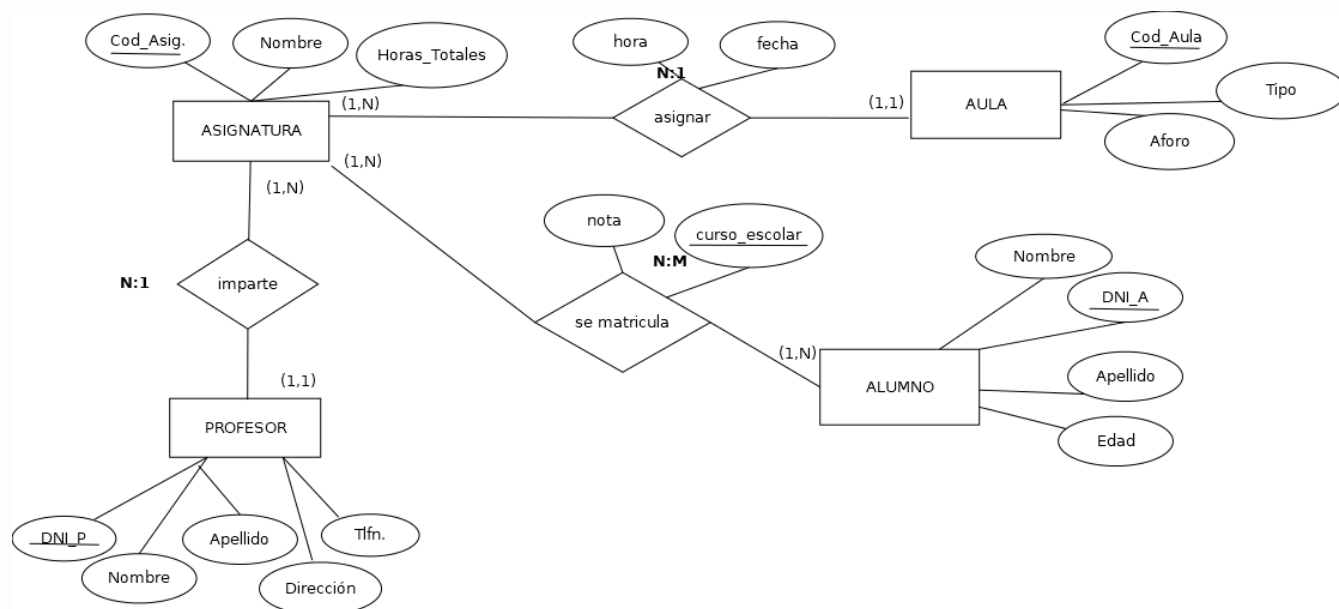 Cod_Asig.
Nombre
Horas_Totales
hora
fecha
Cod_Aula
N:1
Tipo
(1,N)
(1,1)
AULA
asignar
ASIGNATURA
Aforo
(1,N)
(1,N)
nota
curso_escolar
N:M
Nombre
N:1
imparte
DNI_A
se matricula
(1,N)
(1,1)
ALUMNO
Apellido
PROFESOR
Edad
DNI_P
Apellido
Tlfn.
Nombre
Dirección